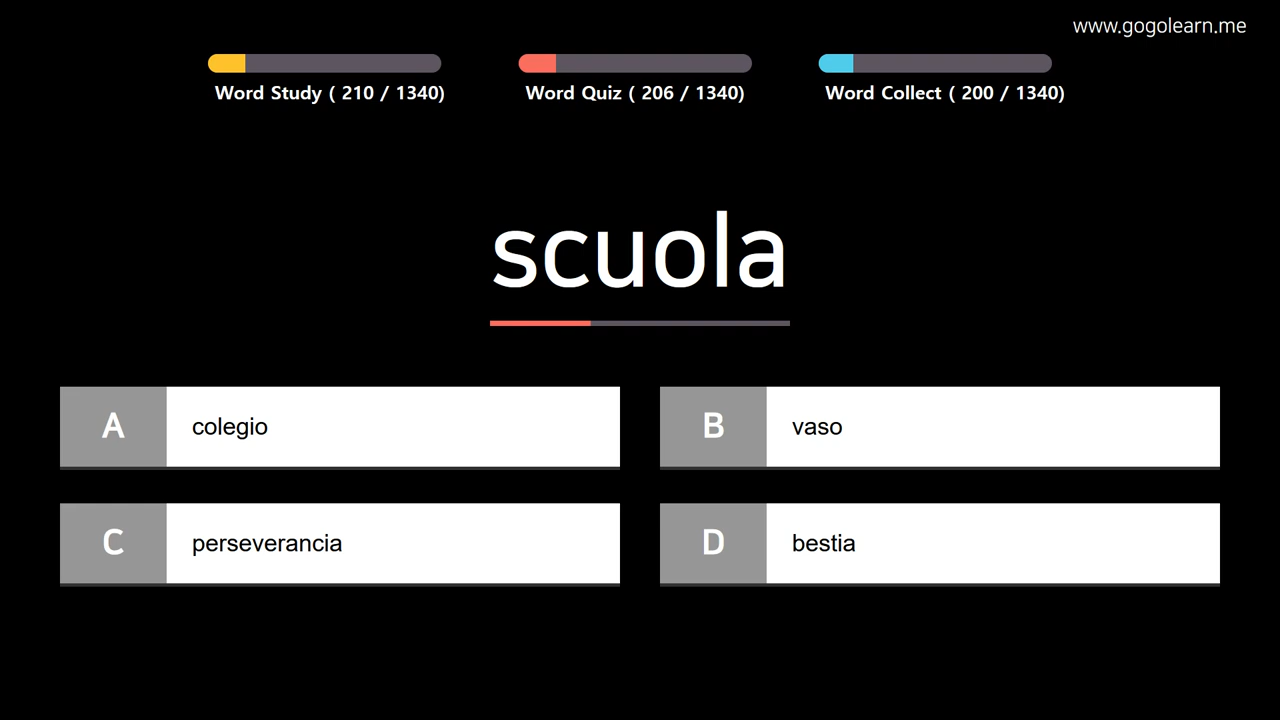 www.gogolearn.me
Word Study ( 210 / 1340)
Word Quiz ( 206 / 1340)
Word Collect ( 200 / 1340)
scuola
A
colegio
B
vaso
C
perseverancia
D
bestia